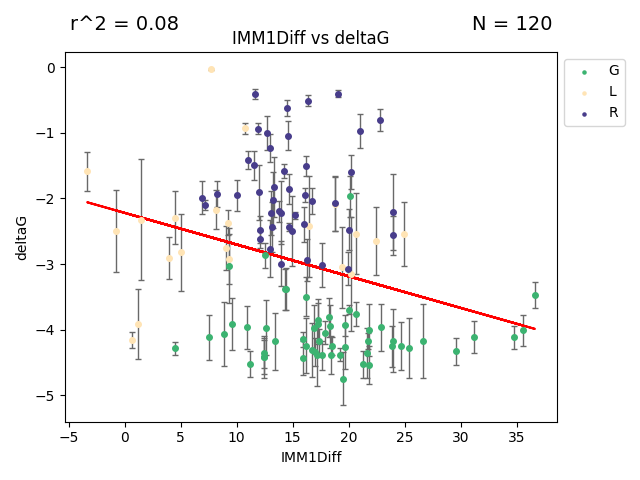 r^2 = 0.08
N = 120
IMM1Diff vs deltaG
G
L
R
deltaG
0
−1
−2
−3
−4
−5
−5 0 5 10 15 20 25 30 35
IMM1Diff